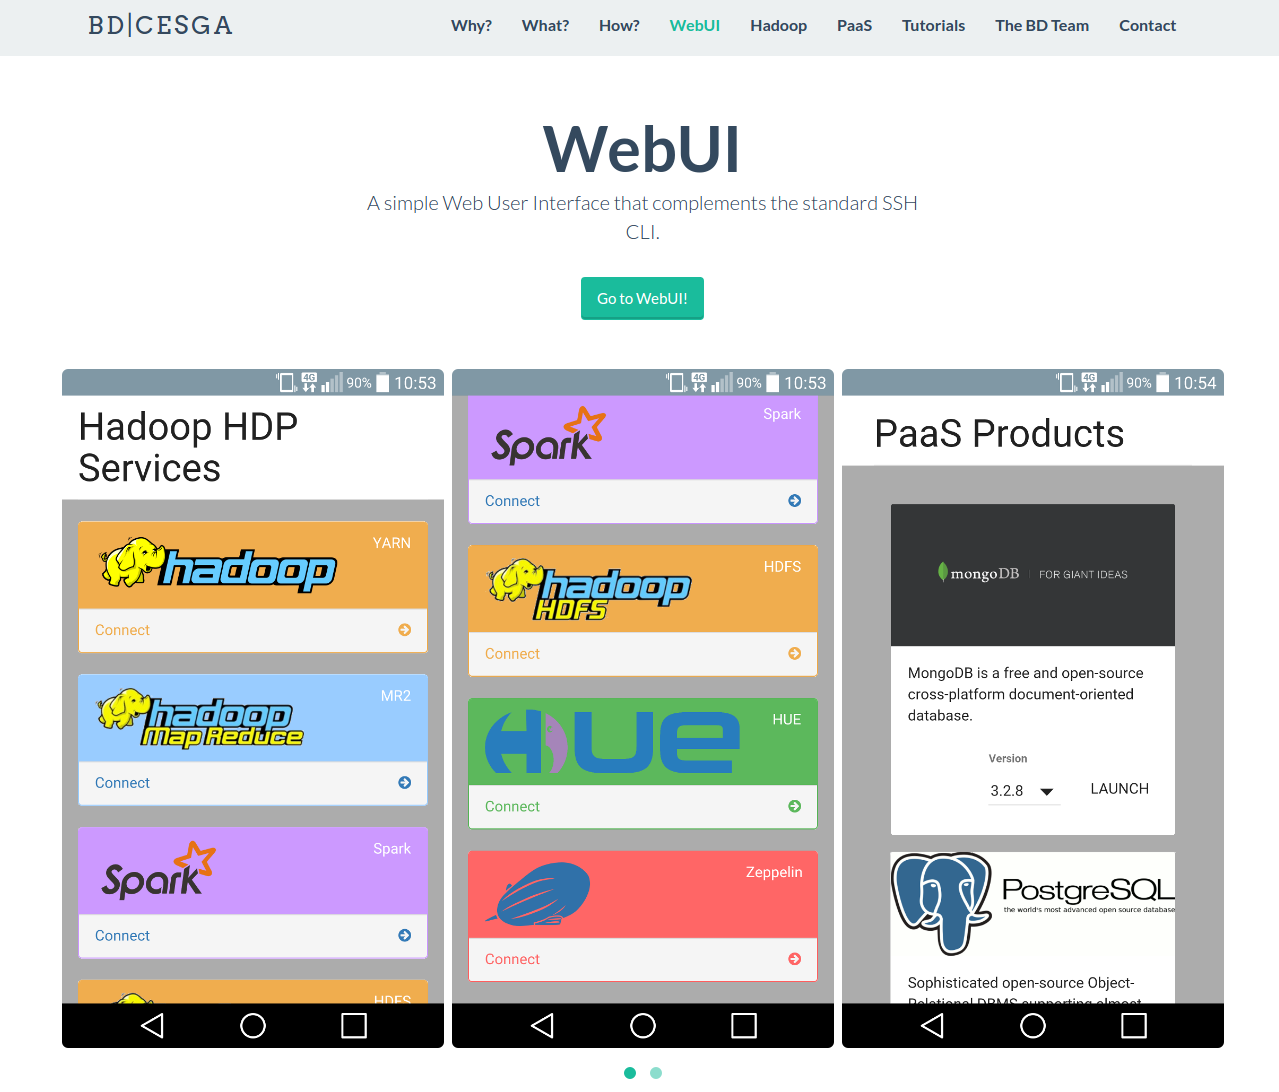 BD|CESGA
Why? What? How? WebUI Hadoop PaaS Tutorials The BD Team Contact
WebUI
A simple Web User Interface that complements the standard SSH
CLI.
Go to WebUI!
4G 90% 10:53
Hadoop HDP
Services
hadoop YARN
Connect
hadoop MR2
Map Reduce
Connect
Spark Spark
Connect
HDFS
4G 90% 10:53
Spark Spark
Connect
hadoop HDFS
HDFS
Connect
HUE HUE
Connect
Zeppelin
Connect
4G 90% 10:54
PaaS Products
mongoDB FOR GIANT IDEAS
MongoDB is a free and open-source
cross-platform document-oriented
database.
Version
3.2.8 LAUNCH
PostgreSQL
the world's most advanced open source database
Sophisticated open-source Object-
Relational DBMS supporting almost